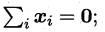 ∑ᵢ 𝒙ᵢ = 𝟎;